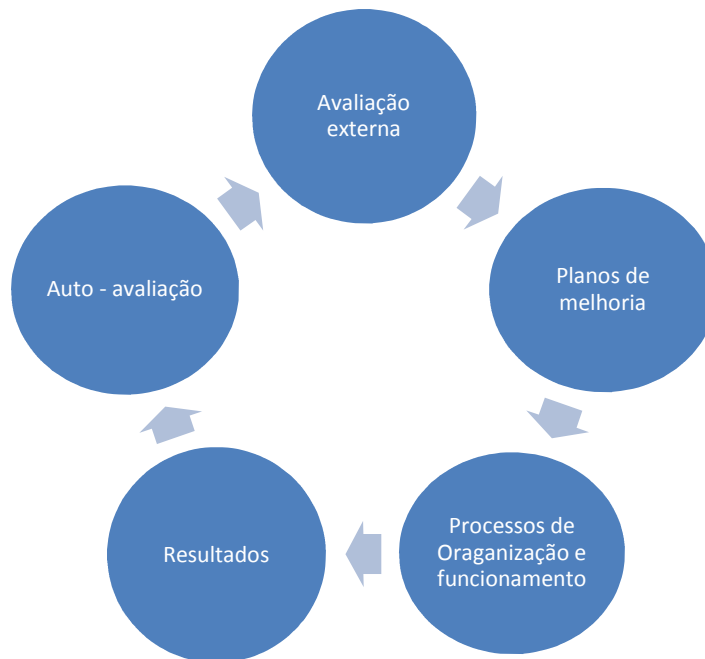 Avaliação
externa
Planos de
melhoria
Processos de
Oraganização e
funcionamento
Resultados
Auto - avaliação